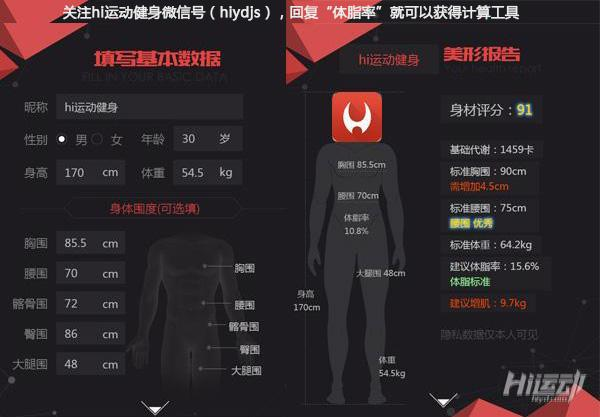 关注hi运动健身微信号（hiydjs），回复“体脂率”就可以获得计算工具
填写基本数据
FILL IN YOUR BASIC DATA
昵称 hi运动健身
性别 男 女 年龄 30 岁
身高 170 cm 体重 54.5 kg
身体围度(可选填)
胸围 85.5 cm
腰围 70 cm
髂骨围 72 cm
臀围 86 cm
大腿围 48 cm
胸围
腰围
髂骨围
臀围
大腿围
hi运动健身
美形报告
Your health report
胸围 85.5cm
腰围 70cm
体脂率
10.8%
大腿围 48cm
身高
170cm
体重
54.5kg
身材评分：91
基础代谢：1459卡
标准胸围：90cm
需增加4.5cm
标准腰围：75cm
腰围 优秀
标准体重：64.2kg
建议体脂率：15.6%
体脂标准
建议增肌：9.7kg
隐私数据仅本人可见
Hi运动
hiydjs.com